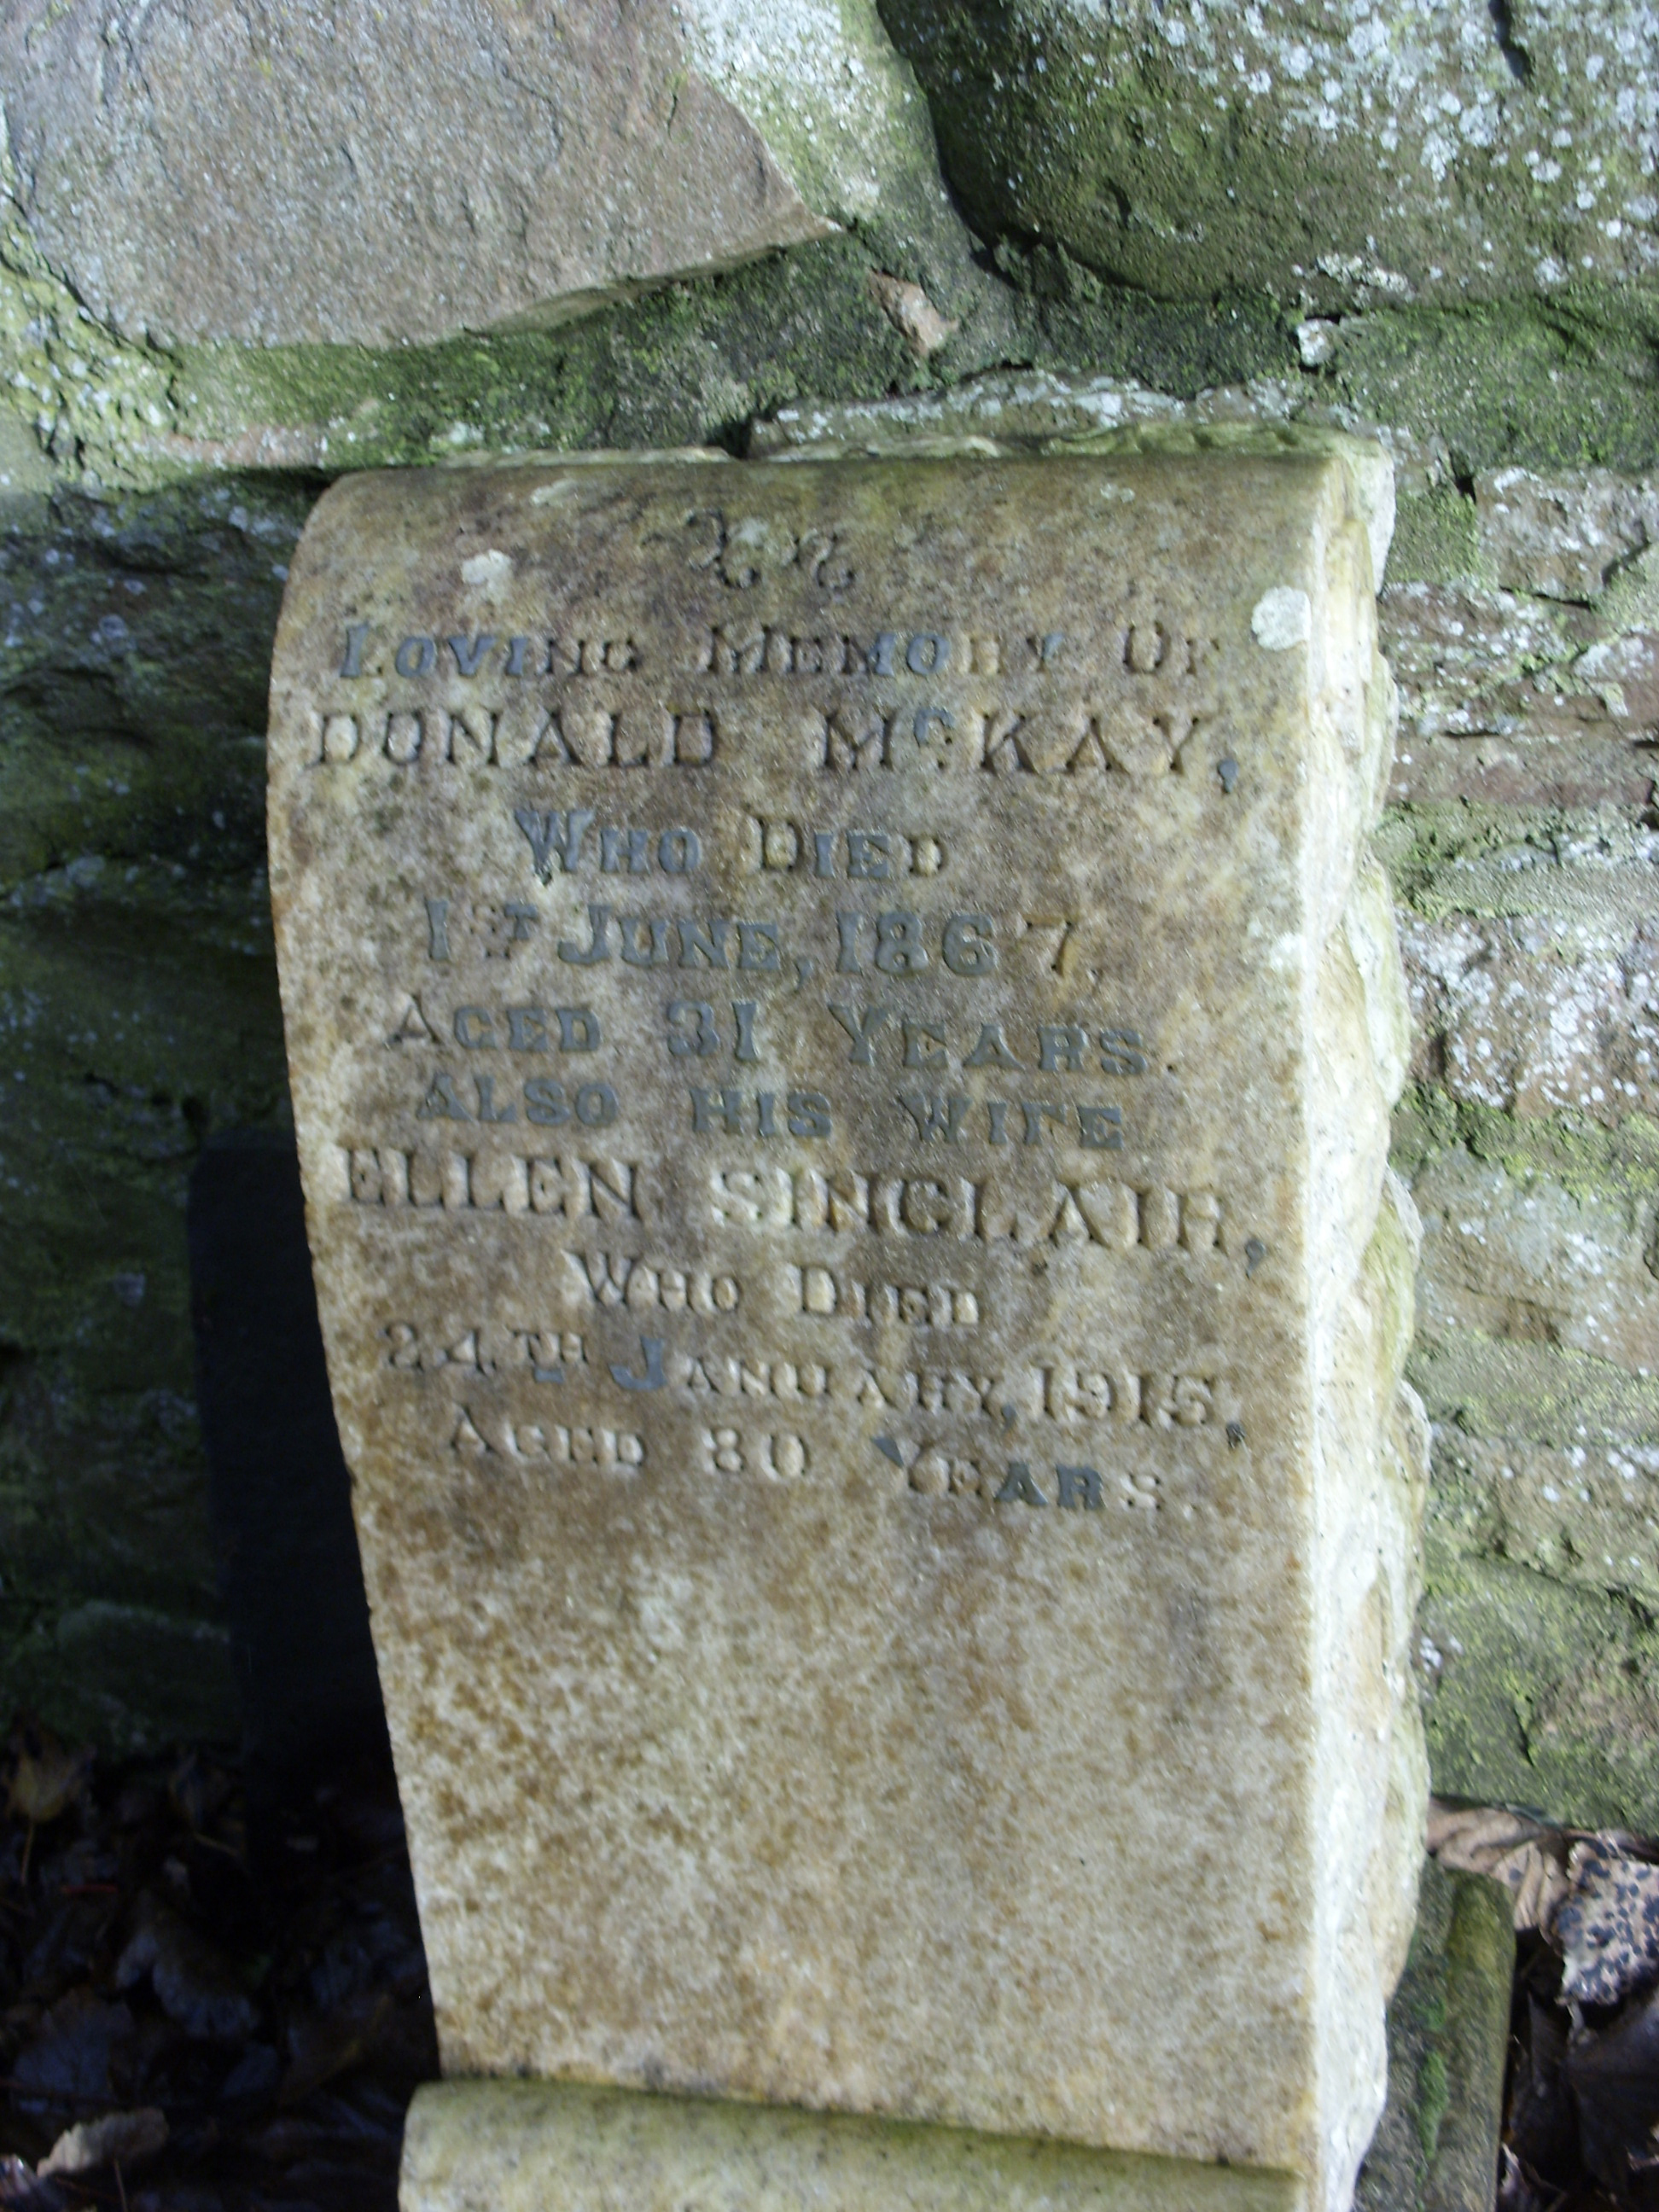 LOVING MEMORY OF
DONALD McKAY,
WHO DIED
1ST JUNE, 1867,
AGED 31 YEARS.
ALSO HIS WIFE
ELLEN SINCLAIR,
WHO DIED
24TH JANUARY, 1915,
AGED 80 YEARS.